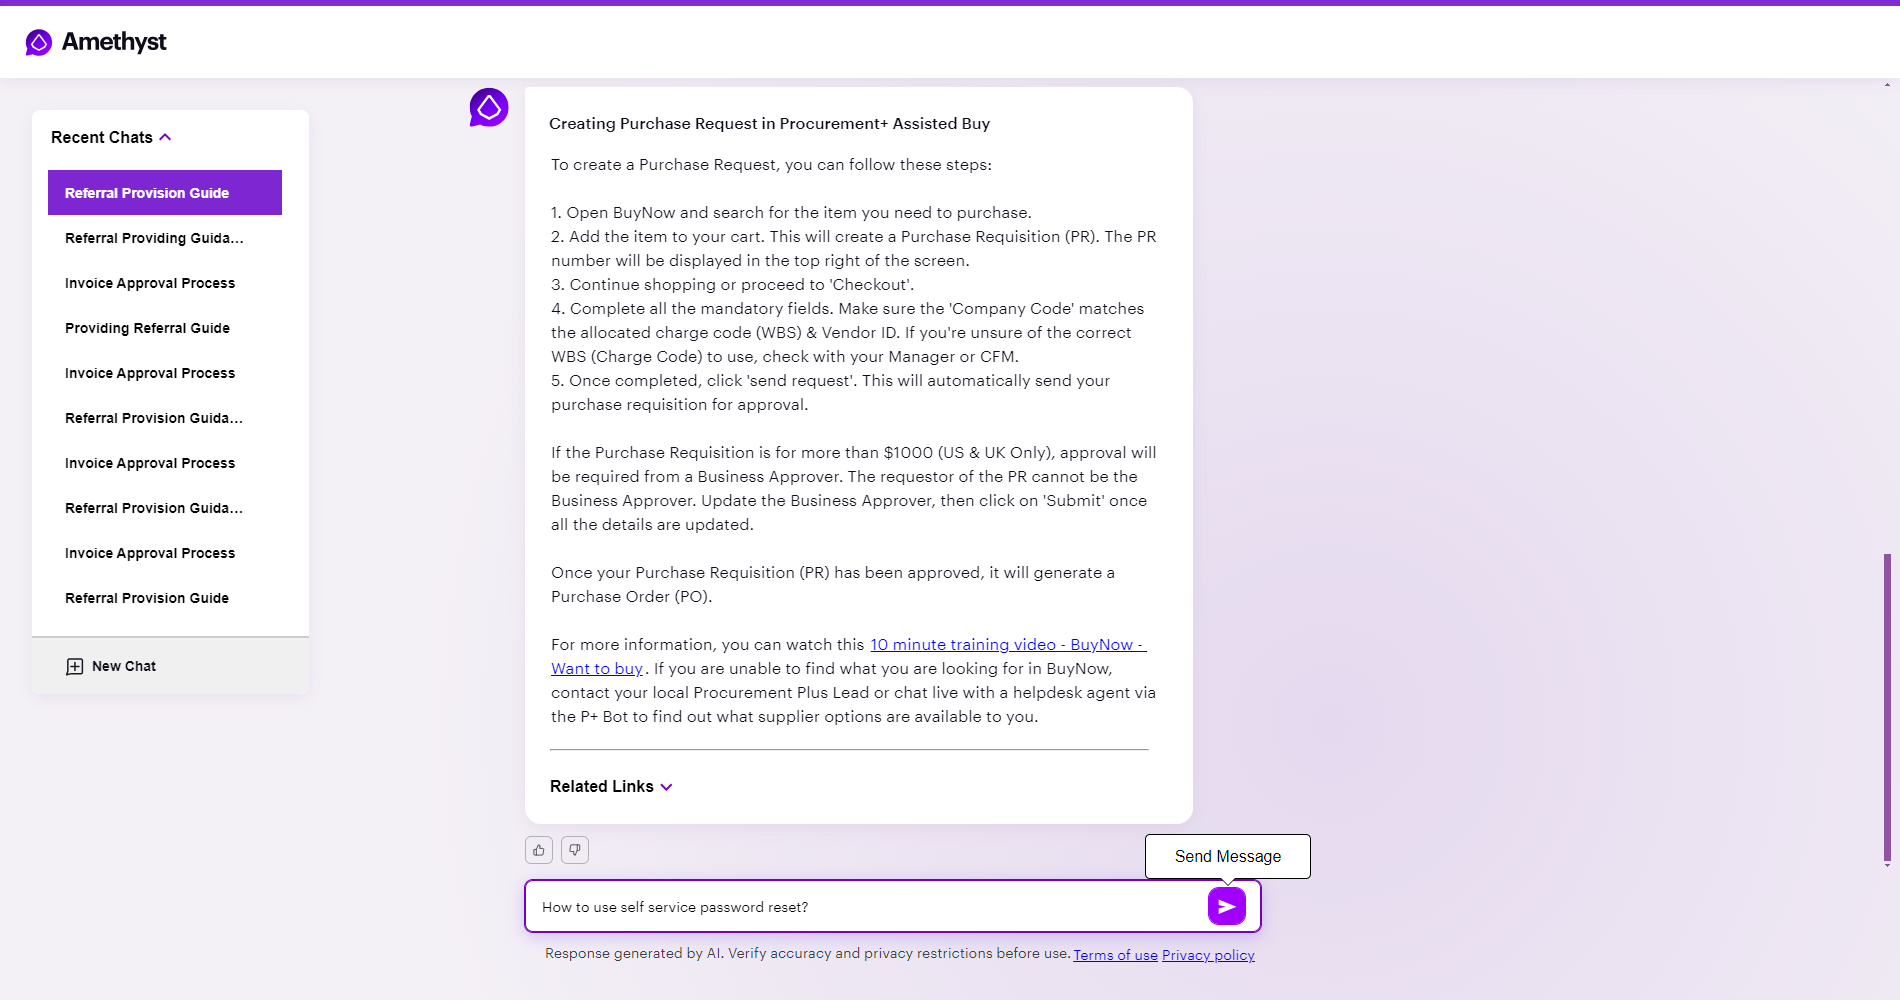 Amethyst
Recent Chats
Referral Provision Guide
Referral Providing Guida...
Invoice Approval Process
Providing Referral Guide
Invoice Approval Process
Referral Provision Guida...
Invoice Approval Process
Referral Provision Guida...
Invoice Approval Process
Referral Provision Guide
New Chat
Creating Purchase Request in Procurement+ Assisted Buy
To create a Purchase Request, you can follow these steps:
1. Open BuyNow and search for the item you need to purchase.
2. Add the item to your cart. This will create a Purchase Requisition (PR). The PR
number will be displayed in the top right of the screen.
3. Continue shopping or proceed to 'Checkout'.
4. Complete all the mandatory fields. Make sure the 'Company Code' matches
the allocated charge code (WBS) & Vendor ID. If you're unsure of the correct
WBS (Charge Code) to use, check with your Manager or CFM.
5. Once completed, click 'send request'. This will automatically send your
purchase requisition for approval.
If the Purchase Requisition is for more than $1000 (US & UK Only), approval will
be required from a Business Approver. The requestor of the PR cannot be the
Business Approver. Update the Business Approver, then click on 'Submit' once
all the details are updated.
Once your Purchase Requisition (PR) has been approved, it will generate a
Purchase Order (PO).
For more information, you can watch this 10 minute training video - BuyNow -
Want to buy. If you are unable to find what you are looking for in BuyNow,
contact your local Procurement Plus Lead or chat live with a helpdesk agent via
the P+ Bot to find out what supplier options are available to you.
Related Links
Send Message
How to use self service password reset?
Response generated by AI. Verify accuracy and privacy restrictions before use. Terms of use Privacy policy